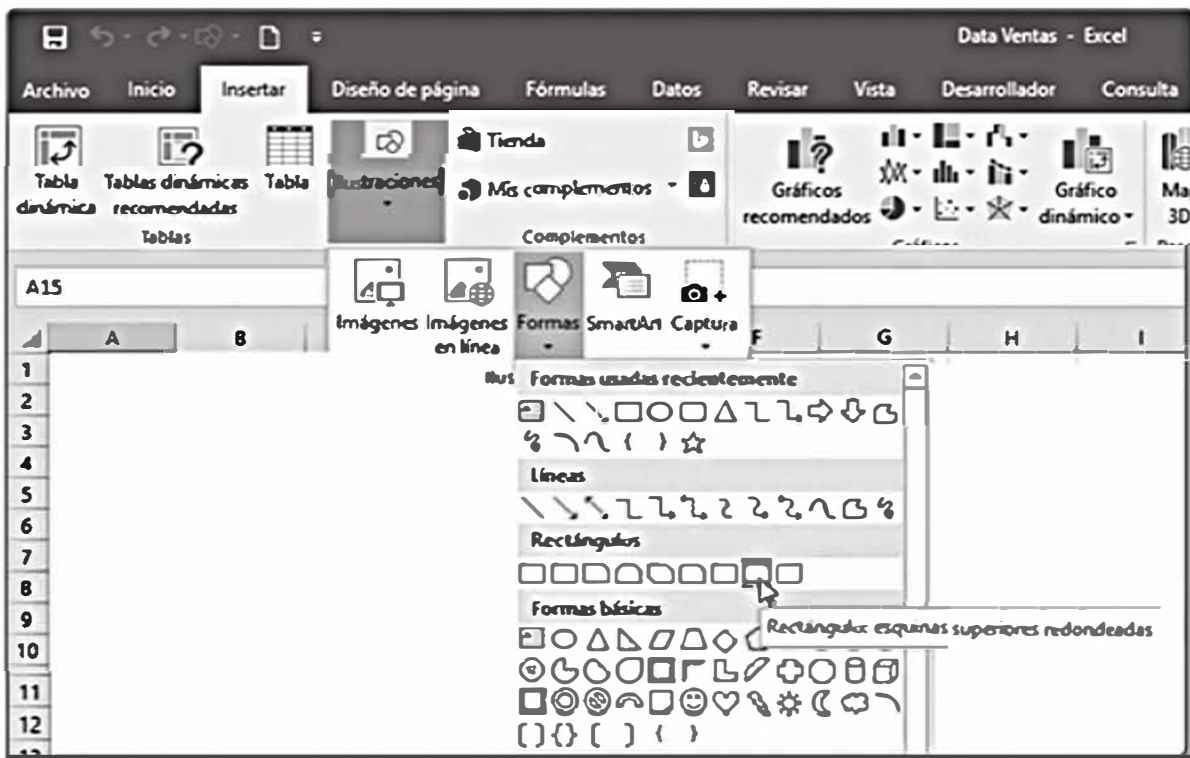 Data Ventas - Excel
Archivo Inicio Insertar Diseño de página Fórmulas Datos Revisar Vista Desarrollador Consulta
Tabla dinámica
Tablas dinámicas recomendadas
Tabla
Tablas
Ilustraciones
Tienda
Mis complementos
Complementos
Gráficos recomendados
Gráfico dinámico
3D
A15
Imágenes
Imágenes en línea
Formas
SmartArt
Captura
A B F G H I
Ilus
Formas usadas recientemente
Líneas
Rectángulos
Formas básicas
Rectángulo: esquinas superiores redondeadas
1
2
3
4
5
6
7
8
9
10
11
12